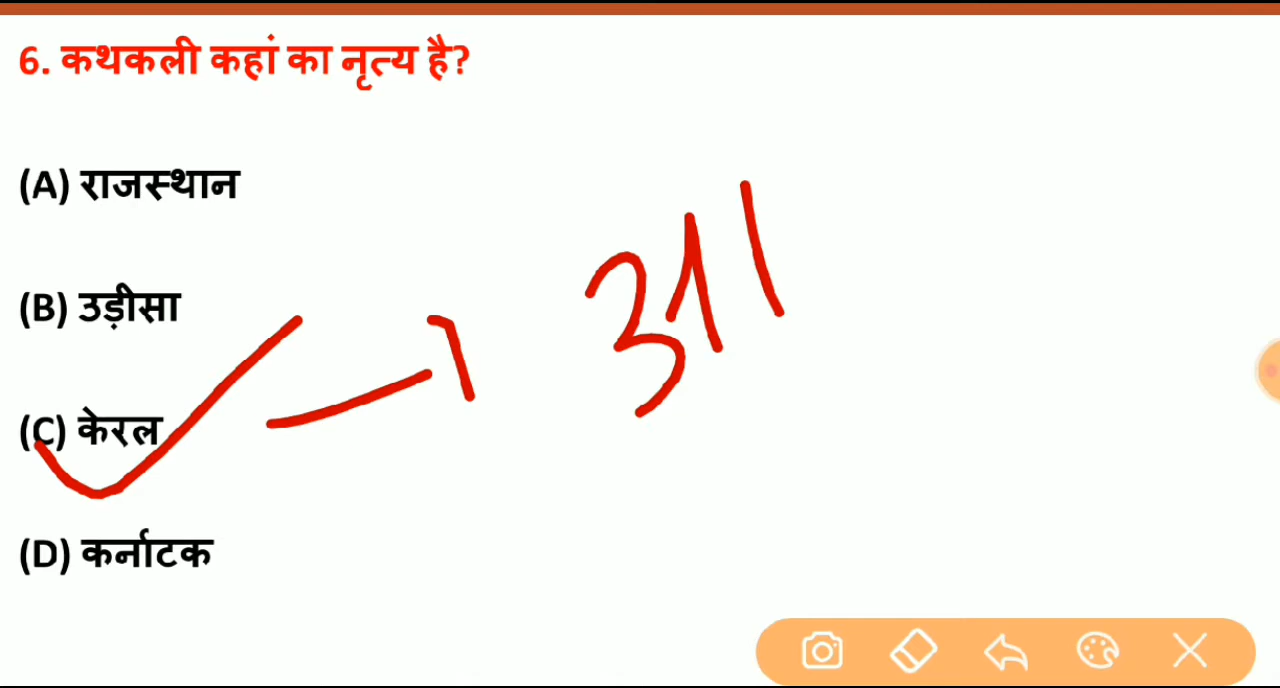 6. कथकली कहां का नृत्य है?
(A) राजस्थान
(B) उड़ीसा
(C) केरल
(D) कर्नाटक